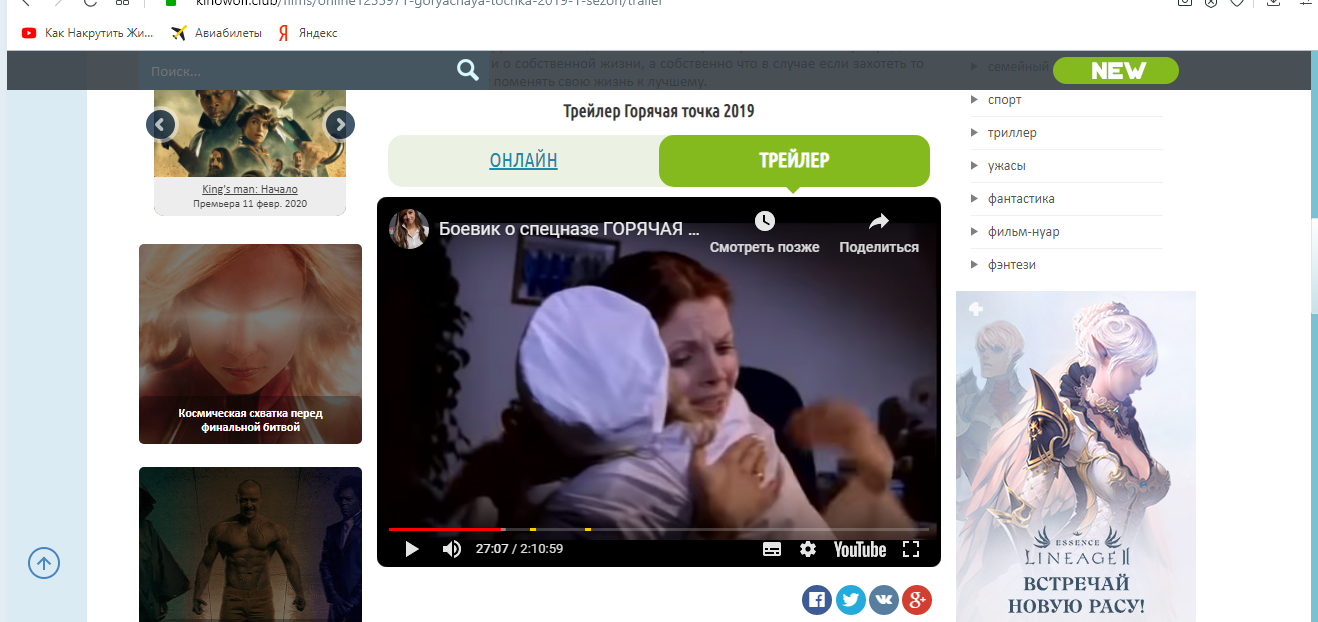 kinowolf.club/films/online1253971-goryachaya-tochka-2019-1-sezon/trailer
Как Накрутить Жи...
Авиабилеты
Яндекс
Поиск...
и о собственной жизни, а собственно что в случае если захотеть то
поменять свою жизнь к лучшему.
семейный
NEW
Трейлер Горячая точка 2019
ОНЛАЙН
ТРЕЙЛЕР
King's man: Начало
Премьера 11 февр. 2020
Космическая схватка перед
финальной битвой
Боевик о спецназе ГОРЯЧАЯ ...
Смотреть позже
Поделиться
27:07 / 2:10:59
YouTube
спорт
триллер
ужасы
фантастика
фильм-нуар
фэнтези
ESSENCE
LINEAGE II
ВСТРЕЧАЙ
НОВУЮ РАСУ!